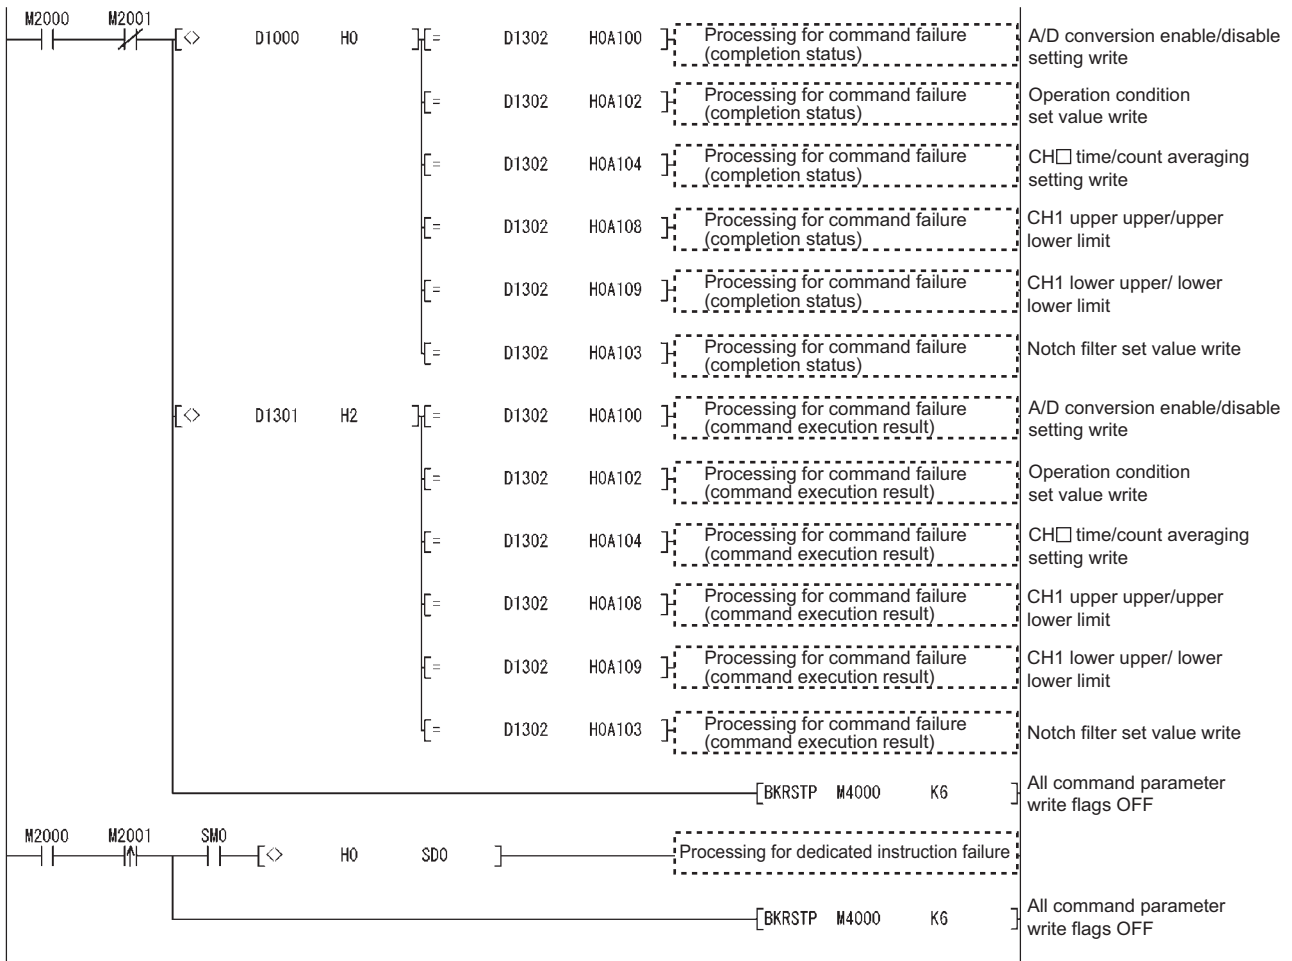 M2000 M2001
<> D1000 H0 = D1302 H0A100 Processing for command failure (completion status) A/D conversion enable/disable setting write
= D1302 H0A102 Processing for command failure (completion status) Operation condition set value write
= D1302 H0A104 Processing for command failure (completion status) CH□ time/count averaging setting write
= D1302 H0A108 Processing for command failure (completion status) CH1 upper upper/upper lower limit
= D1302 H0A109 Processing for command failure (completion status) CH1 lower upper/ lower lower limit
= D1302 H0A103 Processing for command failure (completion status) Notch filter set value write
<> D1301 H2 = D1302 H0A100 Processing for command failure (command execution result) A/D conversion enable/disable setting write
= D1302 H0A102 Processing for command failure (command execution result) Operation condition set value write
= D1302 H0A104 Processing for command failure (command execution result) CH□ time/count averaging setting write
= D1302 H0A108 Processing for command failure (command execution result) CH1 upper upper/upper lower limit
= D1302 H0A109 Processing for command failure (command execution result) CH1 lower upper/ lower lower limit
= D1302 H0A103 Processing for command failure (command execution result) Notch filter set value write
BKRSTP M4000 K6 All command parameter write flags OFF
M2000 M2001 SM0
<> H0 SD0 Processing for dedicated instruction failure
BKRSTP M4000 K6 All command parameter write flags OFF